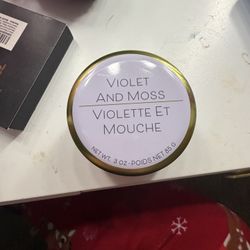 VIOLET
AND MOSS
VIOLETTE ET
MOUCHE
NET WT. 3 OZ - POIDS NET 85 G